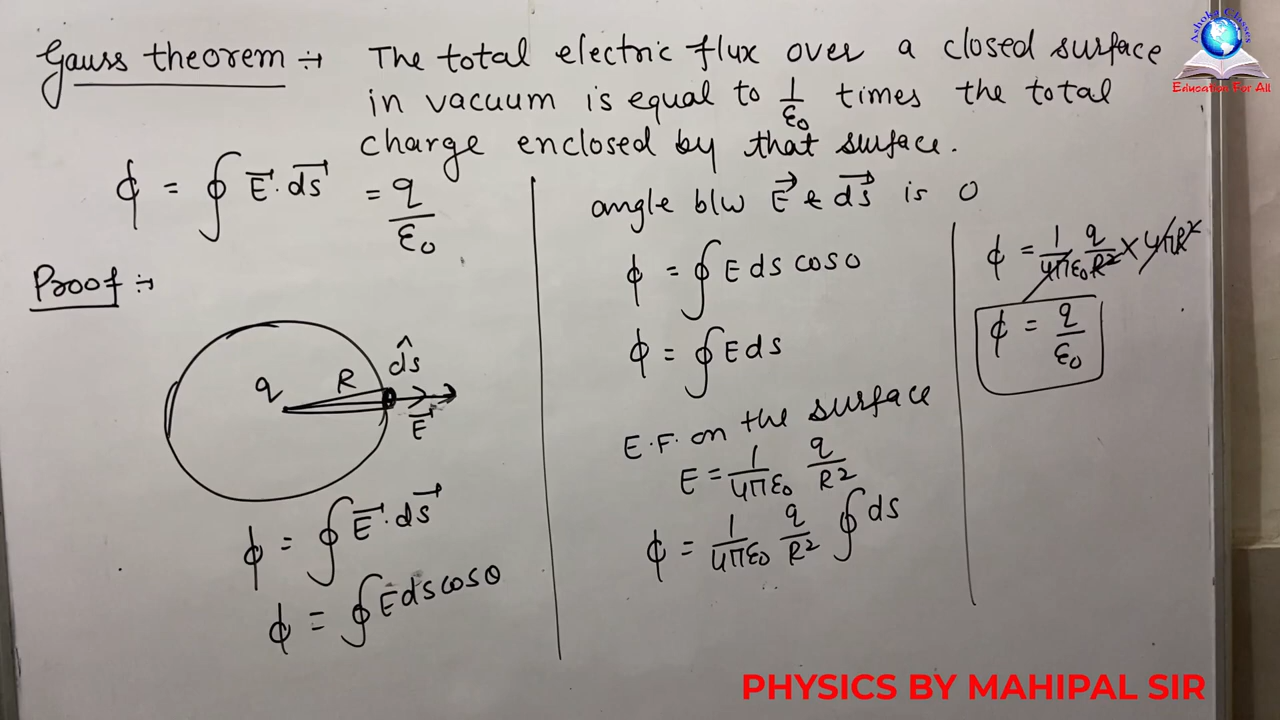 Gauss theorem :→ The total electric flux over a closed surface
in vacuum is equal to 1/ε₀ times the total
charge enclosed by that surface.
ϕ = ∮ E⃗ · ds⃗ = q/ε₀
Proof :→
q
R
d̂s
E⃗
ϕ = ∮ E⃗ · ds⃗
ϕ = ∮ E ds cos θ
angle b/w E⃗ & ds⃗ is 0
ϕ = ∮ E ds cos 0
ϕ = ∮ E ds
E.F. on the surface
E = 1/4πε₀ q/R²
ϕ = 1/4πε₀ q/R² ∮ ds
ϕ = 1/4πε₀ q/R² × 4πR²
ϕ = q/ε₀
Ashoka Classes
Education For All
PHYSICS BY MAHIPAL SIR